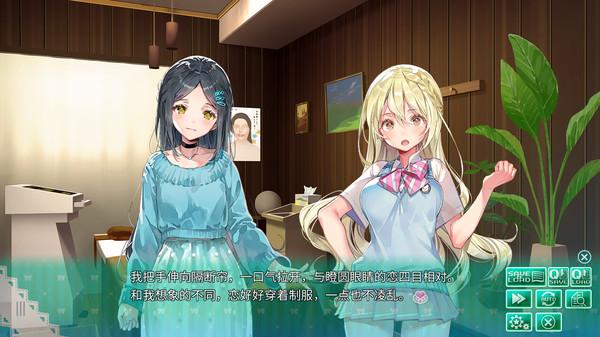 我把手伸向隔断帘，一口气拉开，与瞪圆眼睛的恋四目相对。
和我想象的不同，恋好好穿着制服，一点也不凌乱。
SAVE
LOAD
Q!
SAVE
Q!
LOAD
AUTO